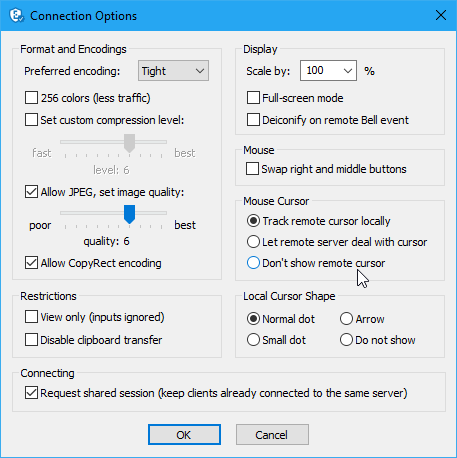 Connection Options
Format and Encodings
Preferred encoding: Tight
256 colors (less traffic)
Set custom compression level:
fast best
level: 6
Allow JPEG, set image quality:
poor best
quality: 6
Allow CopyRect encoding
Restrictions
View only (inputs ignored)
Disable clipboard transfer
Display
Scale by: 100 %
Full-screen mode
Deiconify on remote Bell event
Mouse
Swap right and middle buttons
Mouse Cursor
Track remote cursor locally
Let remote server deal with cursor
Don't show remote cursor
Local Cursor Shape
Normal dot Arrow
Small dot Do not show
Connecting
Request shared session (keep clients already connected to the same server)
OK Cancel